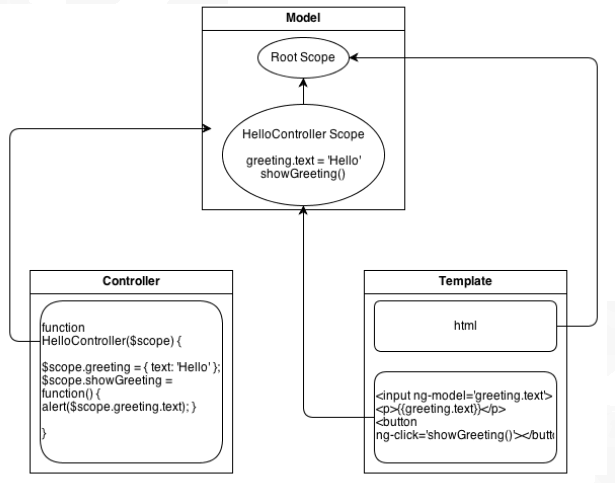 Model
Root Scope
HelloController Scope
greeting.text = 'Hello'
showGreeting()
Controller
function
HelloController($scope) {
$scope.greeting = { text: 'Hello' };
$scope.showGreeting =
function() {
alert($scope.greeting.text); }
}
Template
html
<input ng-model='greeting.text'>
<p>{{greeting.text}}</p>
<button
ng-click='showGreeting()'></butt